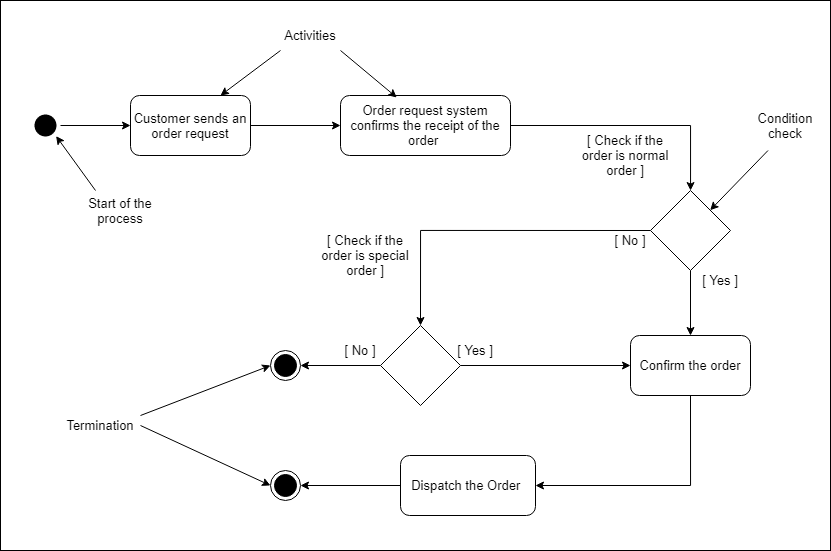 Activities
Customer sends an
order request
Order request system
confirms the receipt of the
order
Condition
check
[ Check if the
order is normal
order ]
Start of the
process
[ No ]
[ Check if the
order is special
order ]
[ Yes ]
[ No ]
[ Yes ]
Confirm the order
Termination
Dispatch the Order